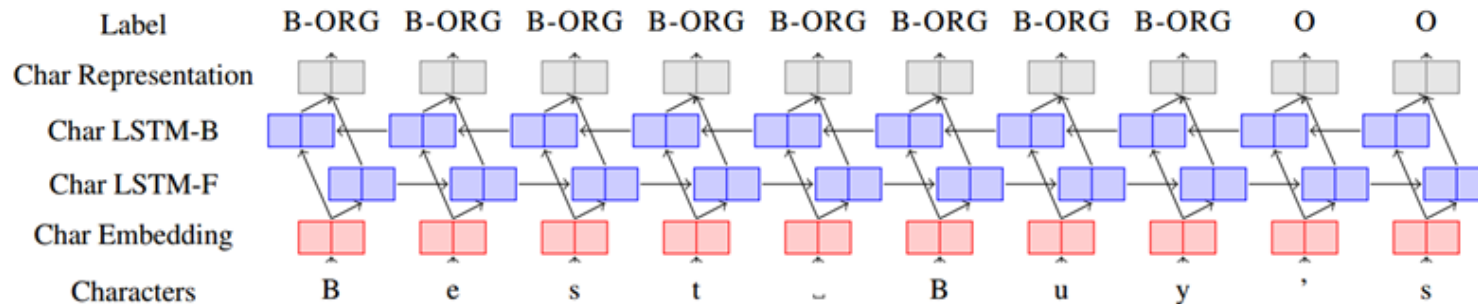 Label B-ORG B-ORG B-ORG B-ORG B-ORG B-ORG B-ORG B-ORG O O
Char Representation
Char LSTM-B
Char LSTM-F
Char Embedding
Characters B e s t ⌣ B u y ’ s